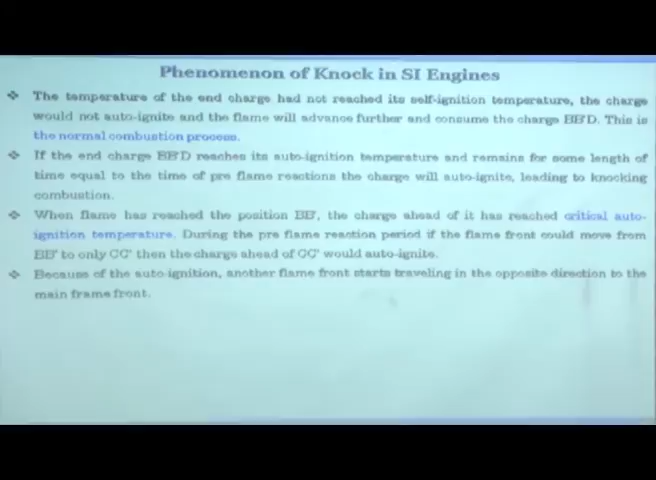 Phenomenon of Knock in SI Engines
❖ The temperature of the end charge had not reached its self-ignition temperature, the charge
would not auto-ignite and the flame will advance further and consume the charge BB'D. This is
the normal combustion process.
❖ If the end charge BB'D reaches its auto-ignition temperature and remains for some length of
time equal to the time of pre flame reactions the charge will auto-ignite, leading to knocking
combustion.
❖ When flame has reached the position BB', the charge ahead of it has reached critical auto-
ignition temperature. During the pre flame reaction period if the flame front could move from
BB' to only CC' then the charge ahead of CC' would auto-ignite.
❖ Because of the auto-ignition, another flame front starts traveling in the opposite direction to the
main frame front.